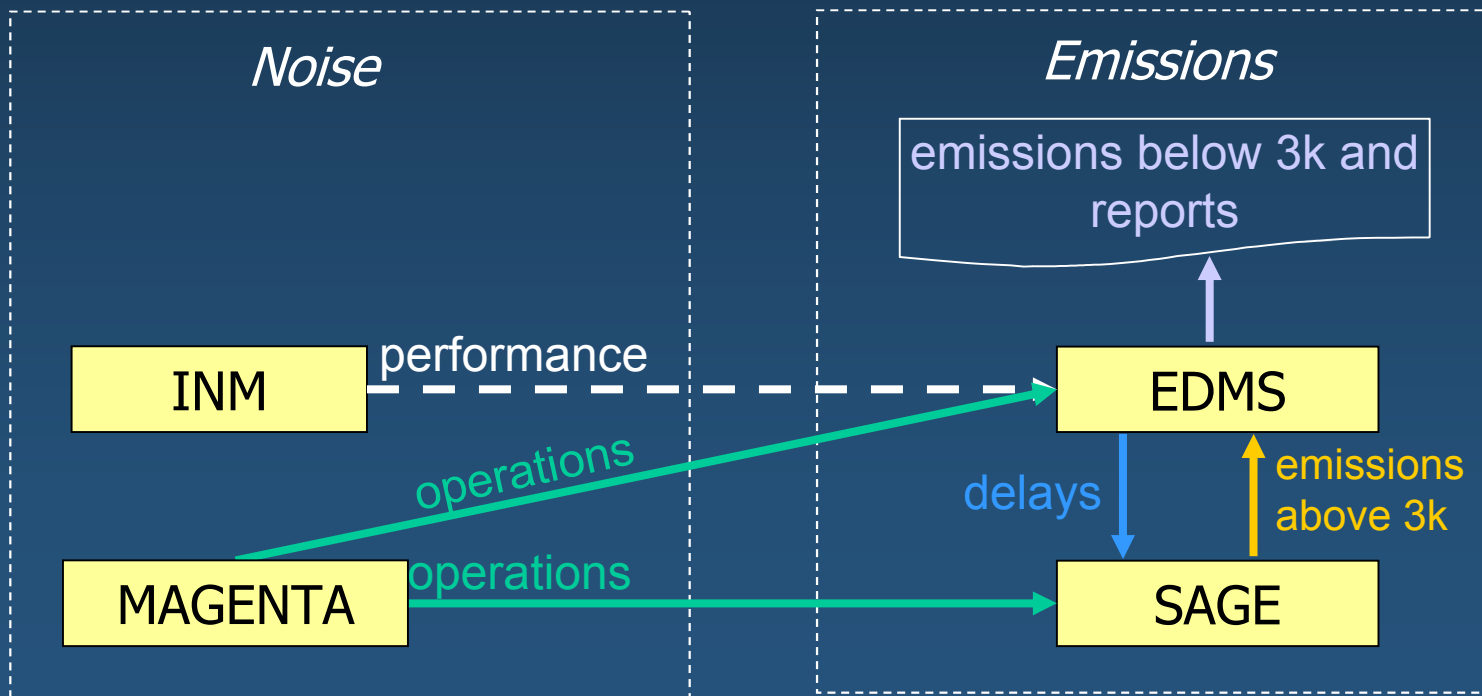 Noise
Emissions
emissions below 3k and
reports
INM
performance
EDMS
operations
delays
emissions
above 3k
MAGENTA
operations
SAGE